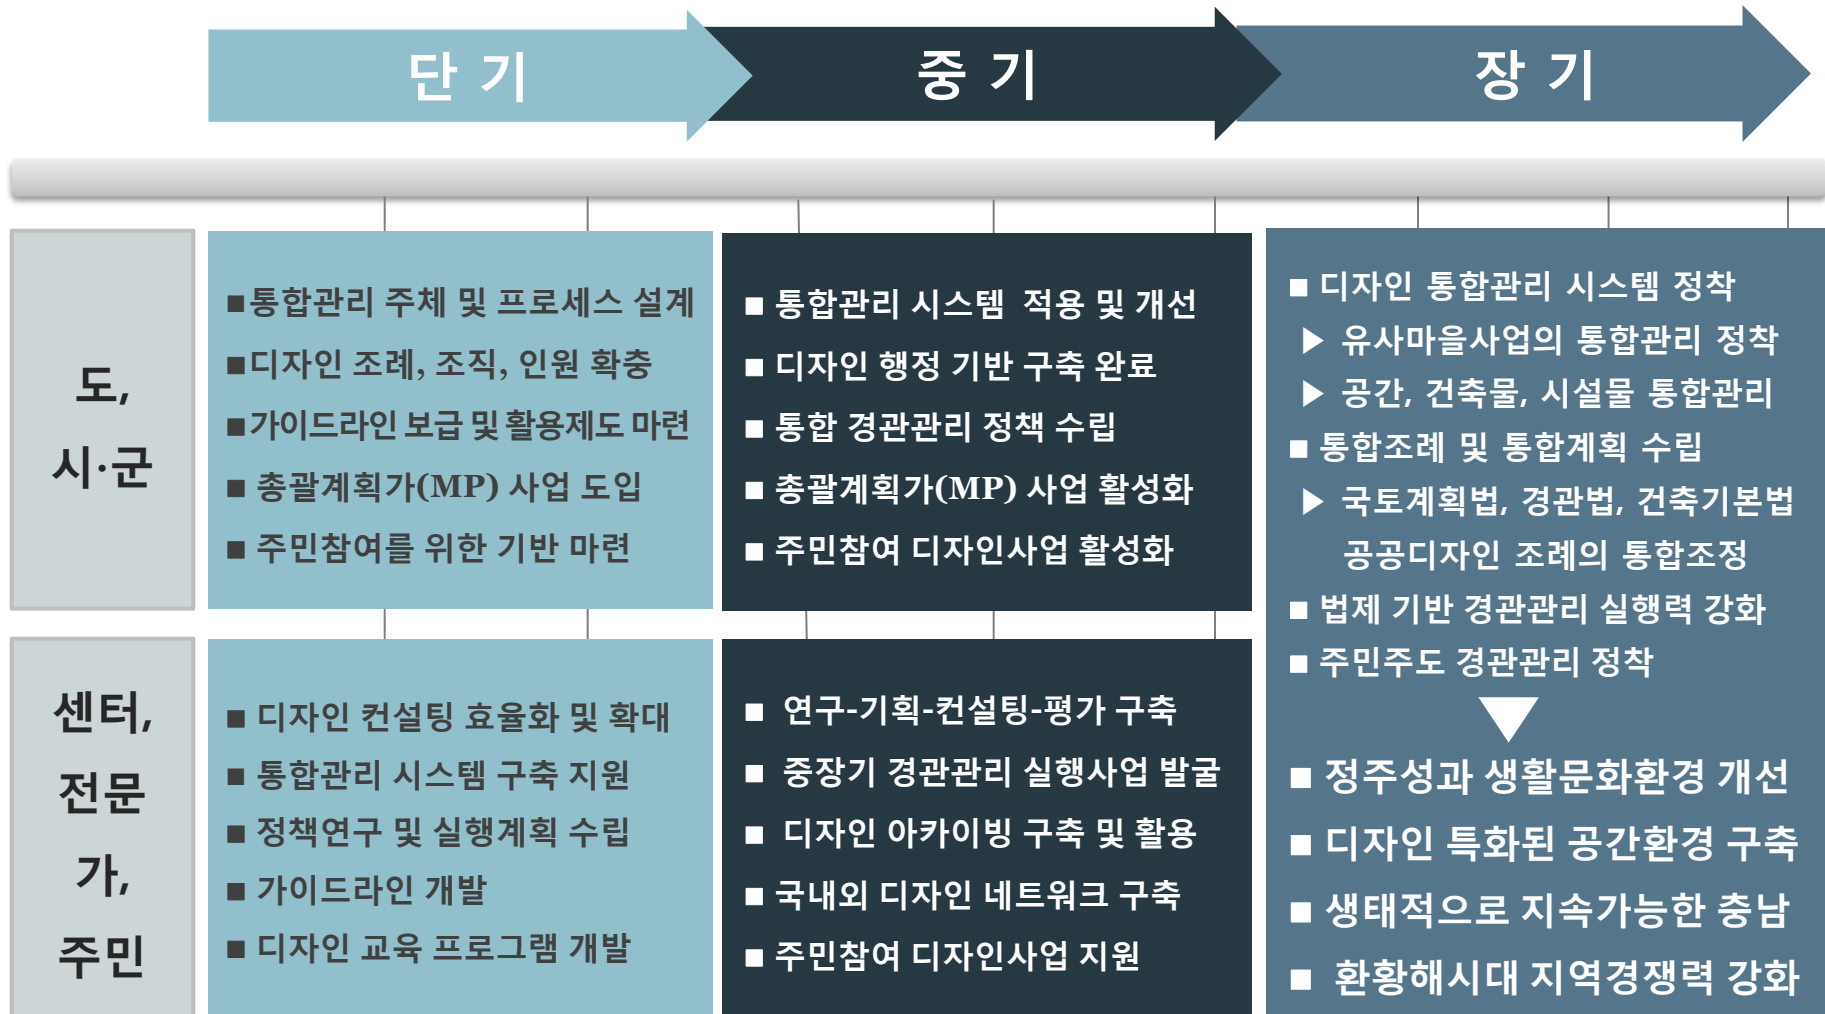 단 기
중 기
장 기
도,
시·군
■통합관리 주체 및 프로세스 설계
■디자인 조례, 조직, 인원 확충
■가이드라인 보급 및 활용제도 마련
■ 총괄계획가(MP) 사업 도입
■ 주민참여를 위한 기반 마련
■ 통합관리 시스템 적용 및 개선
■ 디자인 행정 기반 구축 완료
■ 통합 경관관리 정책 수립
■ 총괄계획가(MP) 사업 활성화
■ 주민참여 디자인사업 활성화
■ 디자인 통합관리 시스템 정착
▶ 유사마을사업의 통합관리 정착
▶ 공간, 건축물, 시설물 통합관리
■ 통합조례 및 통합계획 수립
▶ 국토계획법, 경관법, 건축기본법
공공디자인 조례의 통합조정
■ 법제 기반 경관관리 실행력 강화
■ 주민주도 경관관리 정착
센터,
전문
가,
주민
■ 디자인 컨설팅 효율화 및 확대
■ 통합관리 시스템 구축 지원
■ 정책연구 및 실행계획 수립
■ 가이드라인 개발
■ 디자인 교육 프로그램 개발
■ 연구-기획-컨설팅-평가 구축
■ 중장기 경관관리 실행사업 발굴
■ 디자인 아카이빙 구축 및 활용
■ 국내외 디자인 네트워크 구축
■ 주민참여 디자인사업 지원
■ 정주성과 생활문화환경 개선
■ 디자인 특화된 공간환경 구축
■ 생태적으로 지속가능한 충남
■ 환황해시대 지역경쟁력 강화